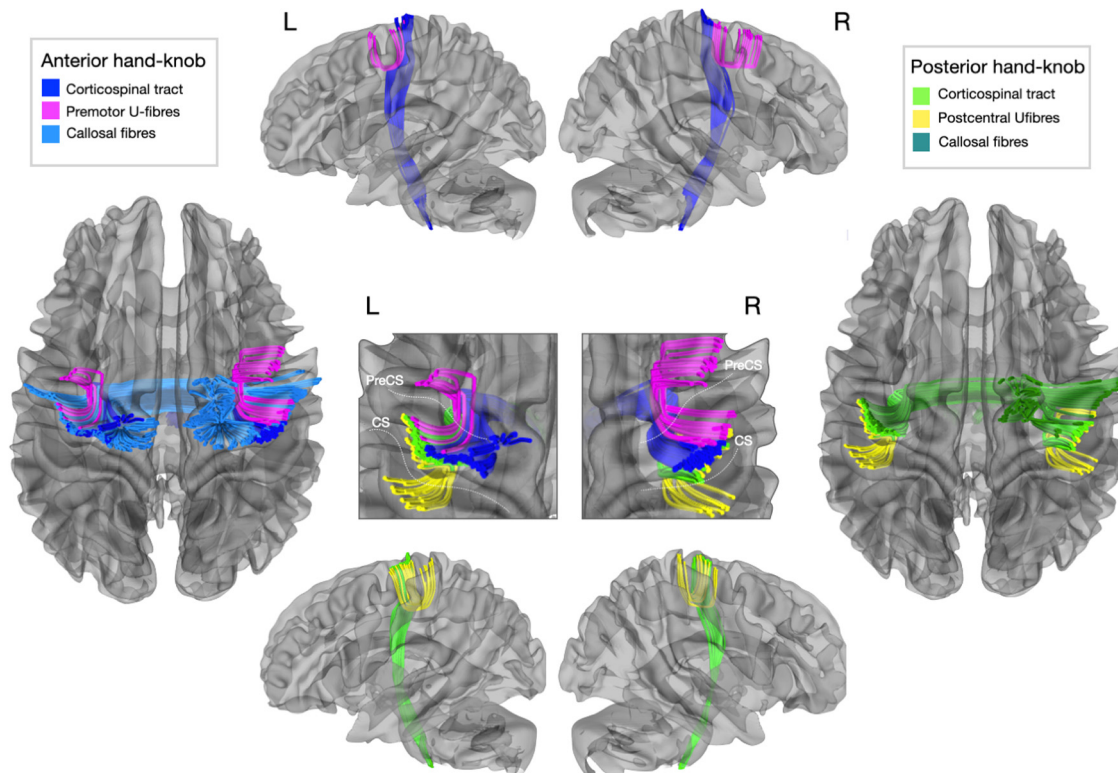 L
R
Anterior hand-knob
Corticospinal tract
Premotor U-fibres
Callosal fibres
Posterior hand-knob
Corticospinal tract
Postcentral Ufibres
Callosal fibres
L
R
PreCS
CS
PreCS
CS